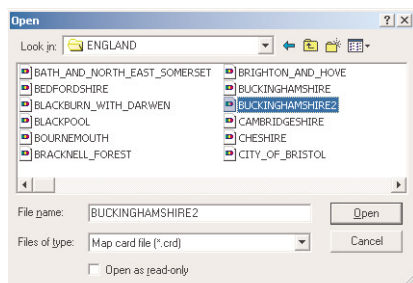 Open
Look in: ENGLAND
BATH_AND_NORTH_EAST_SOMERSET
BEDFORDSHIRE
BLACKBURN_WITH_DARWEN
BLACKPOOL
BOURNEMOUTH
BRACKNELL_FOREST
BRIGHTON_AND_HOVE
BUCKINGHAMSHIRE
BUCKINGHAMSHIRE2
CAMBRIDGESHIRE
CHESHIRE
CITY_OF_BRISTOL
File name: BUCKINGHAMSHIRE2 Open
Files of type: Map card file (*.crd) Cancel
Open as read-only